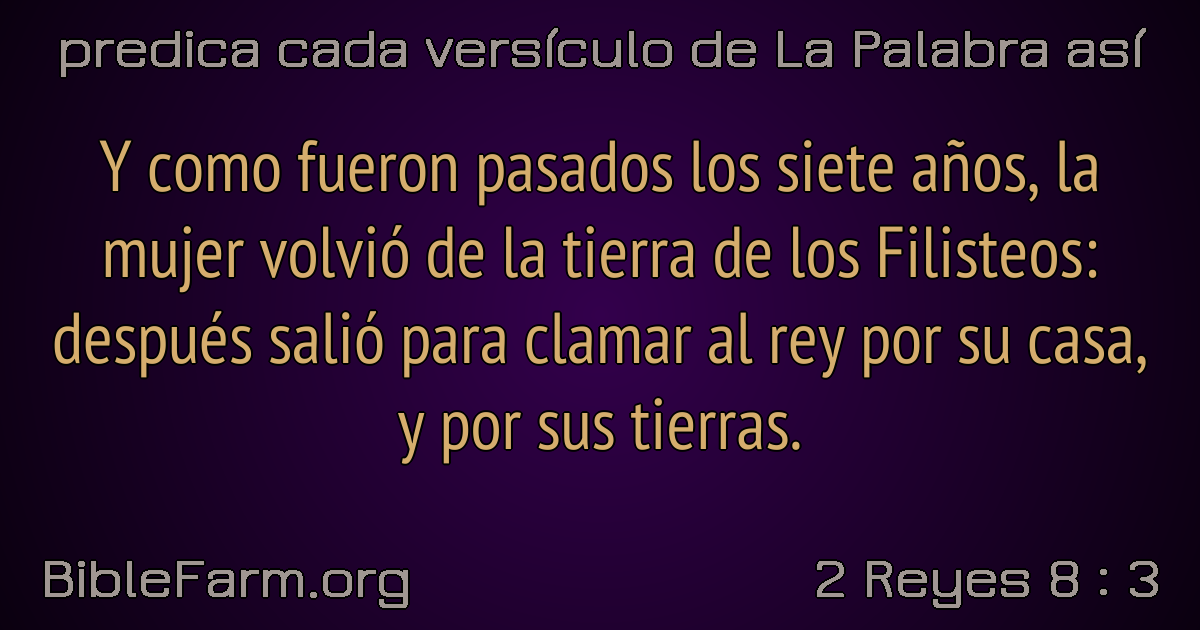 predica cada versículo de La Palabra así
Y como fueron pasados los siete años, la
mujer volvió de la tierra de los Filisteos:
después salió para clamar al rey por su casa,
y por sus tierras.
BibleFarm.org
2 Reyes 8 : 3